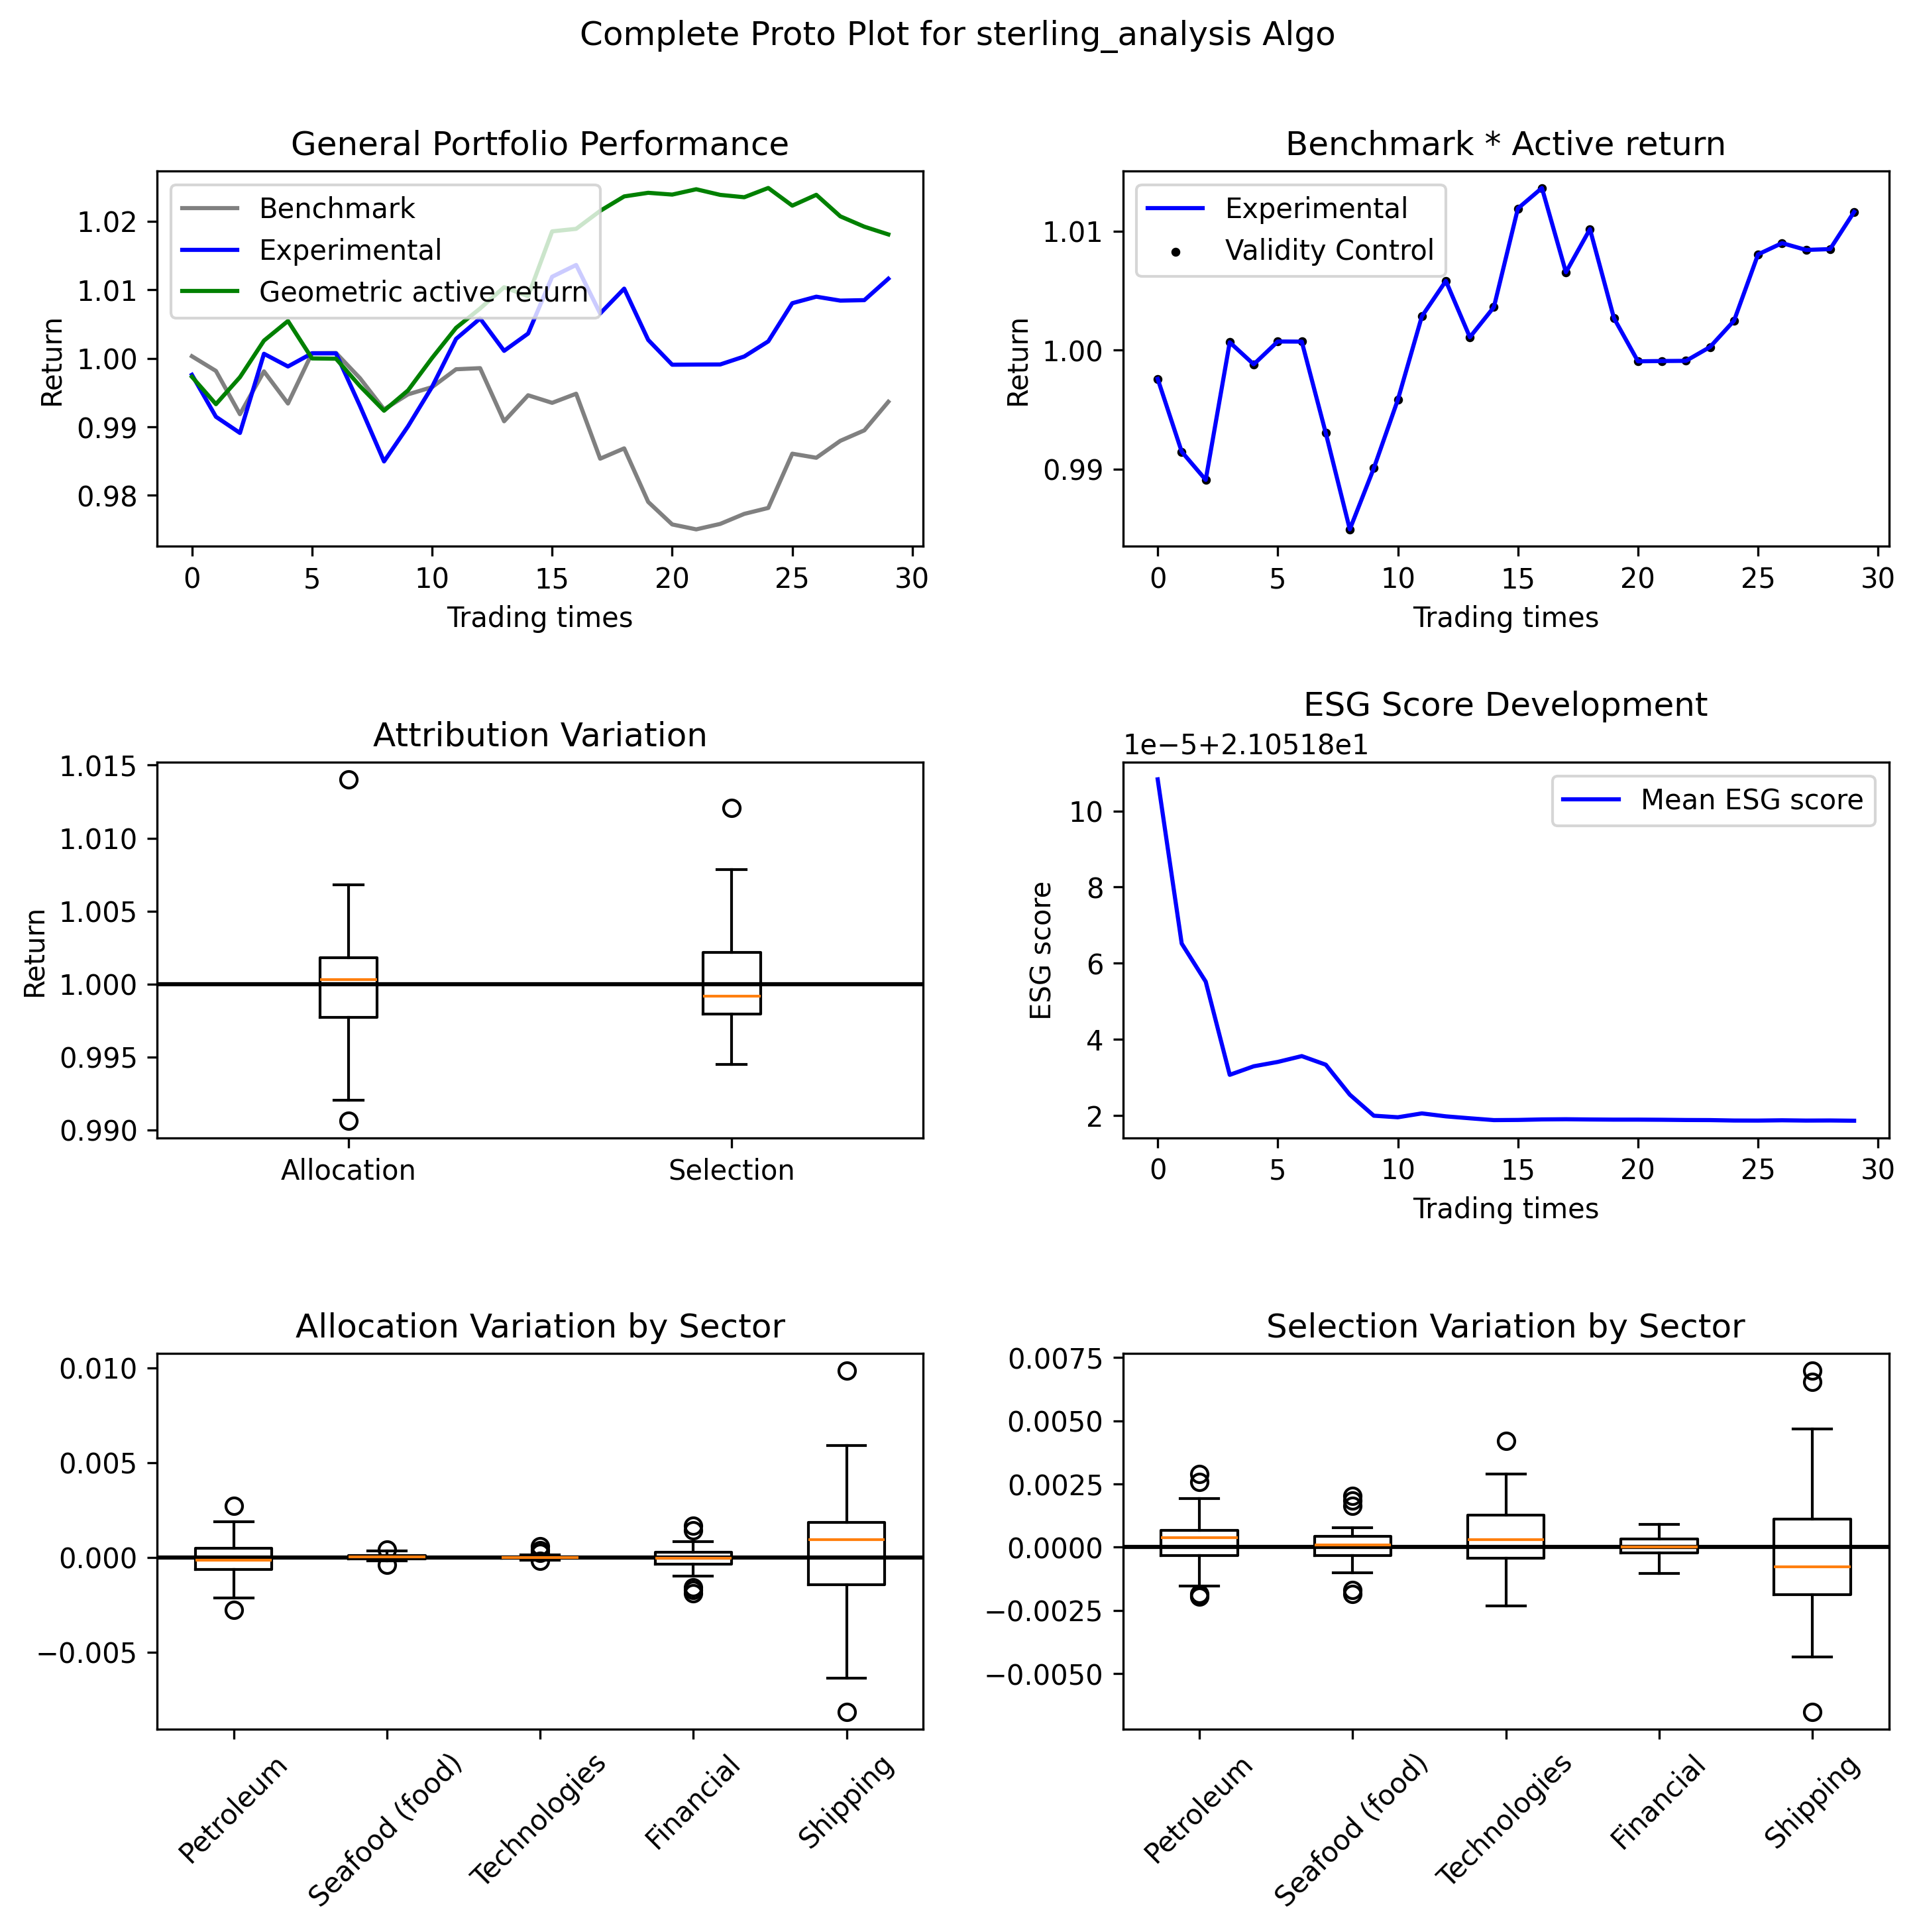 Complete Proto Plot for sterling_analysis Algo
General Portfolio Performance
Benchmark
Experimental
Geometric active return
Return
1.02
1.01
1.00
0.99
0.98
0 5 10 15 20 25 30
Trading times
Benchmark * Active return
Experimental
Validity Control
Return
1.01
1.00
0.99
0 5 10 15 20 25 30
Trading times
Attribution Variation
Return
1.015
1.010
1.005
1.000
0.995
0.990
Allocation Selection
ESG Score Development
1e−5+2.10518e1
Mean ESG score
ESG score
10
8
6
4
2
0 5 10 15 20 25 30
Trading times
Allocation Variation by Sector
0.010
0.005
0.000
−0.005
Petroleum
Seafood (food)
Technologies
Financial
Shipping
Selection Variation by Sector
0.0075
0.0050
0.0025
0.0000
−0.0025
−0.0050
Petroleum
Seafood (food)
Technologies
Financial
Shipping